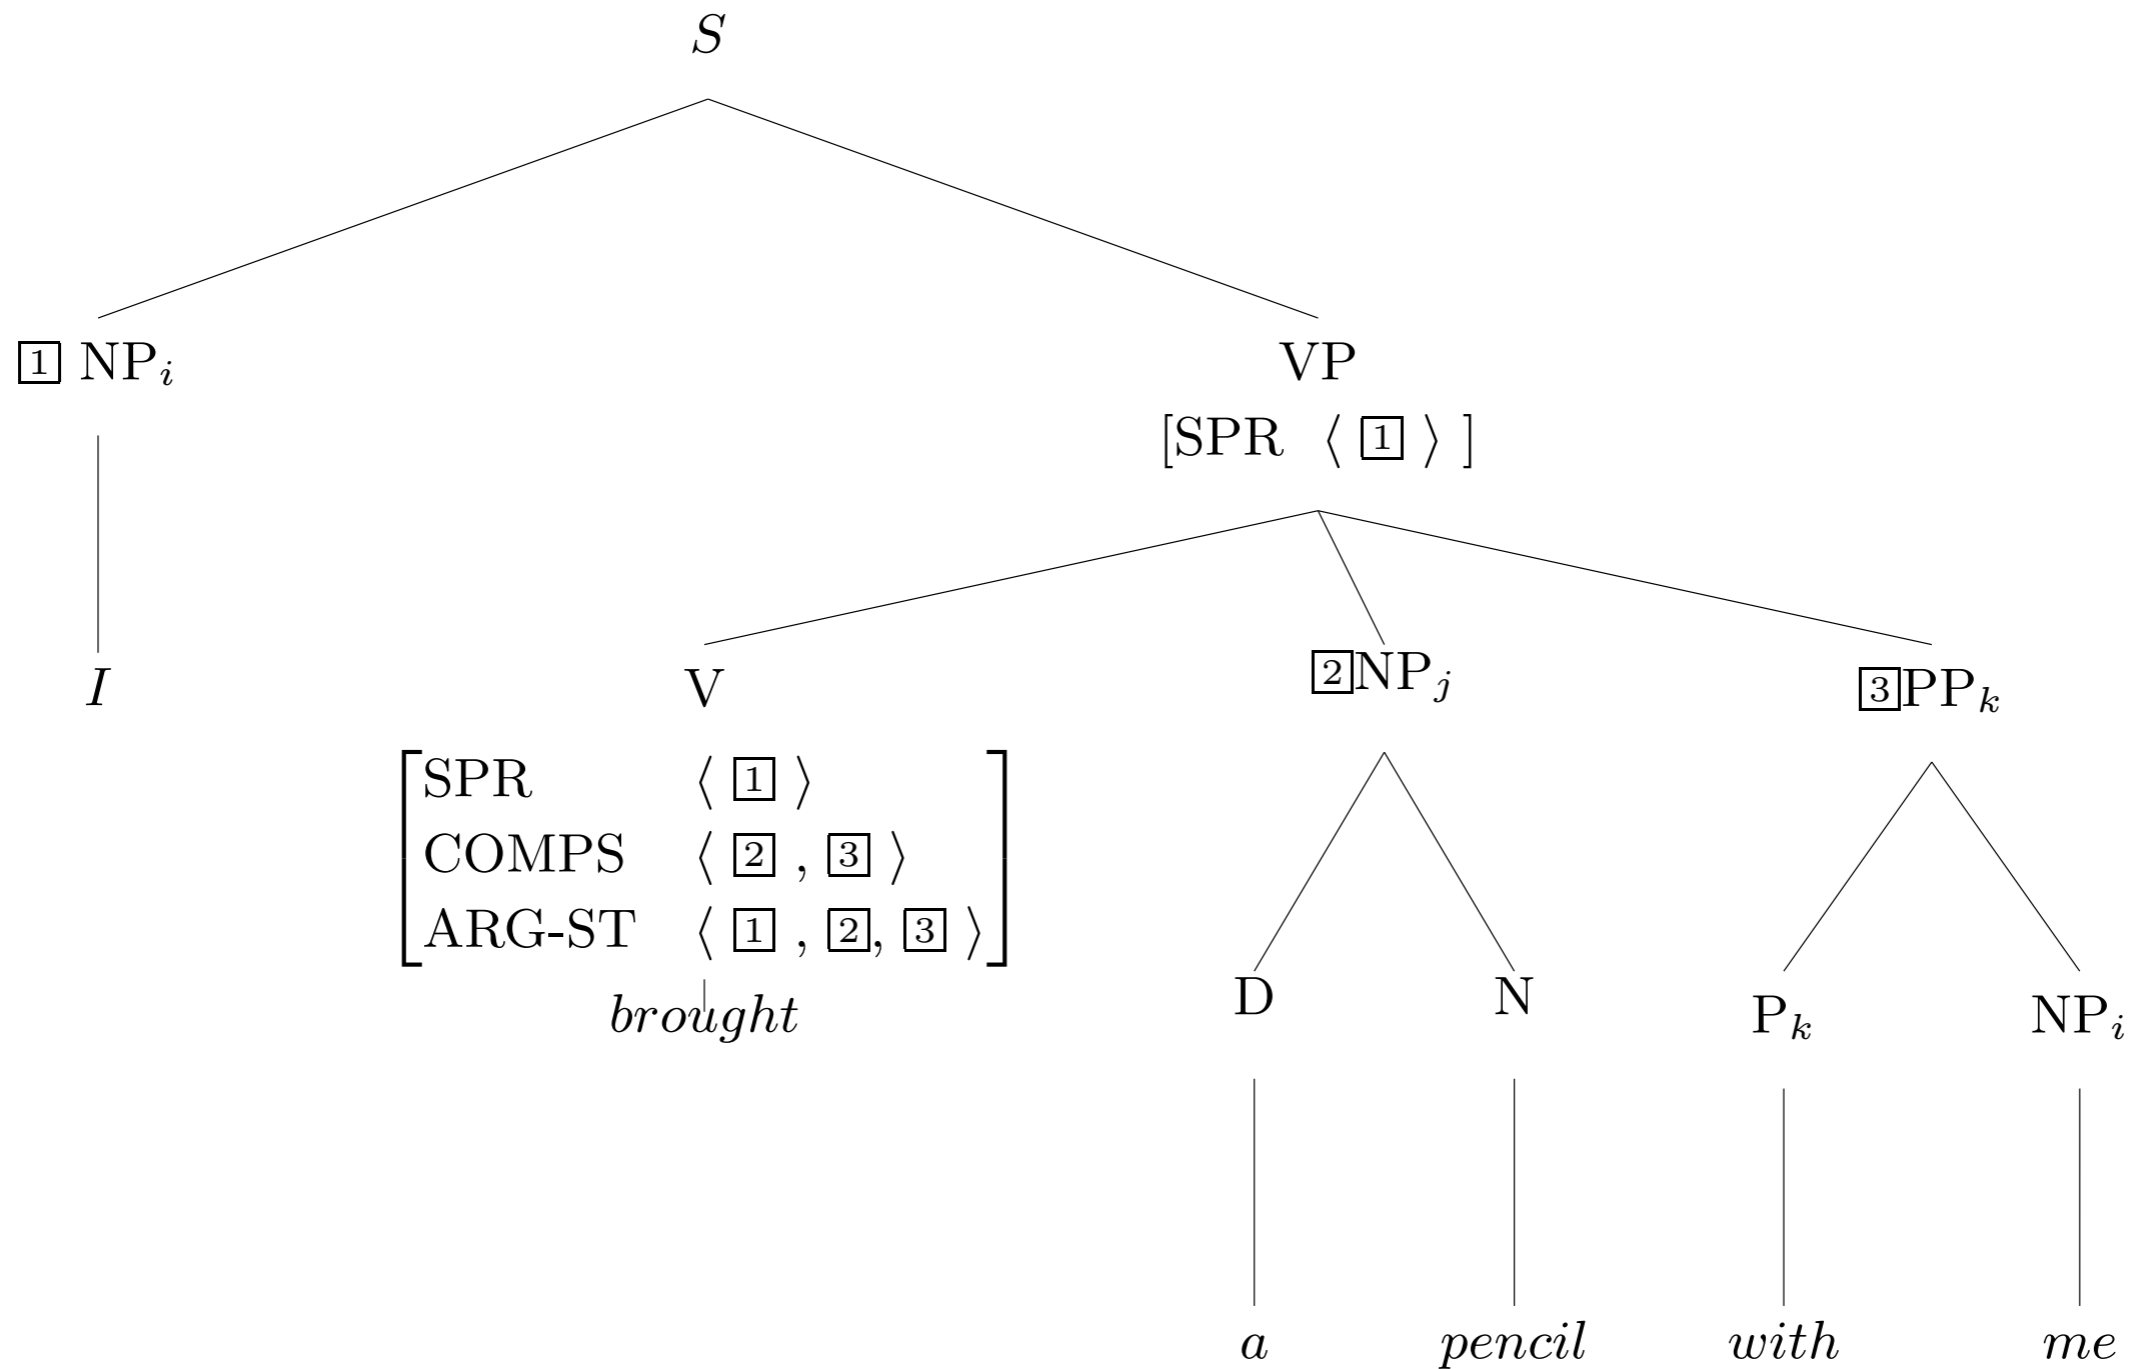 S
1 NP_i VP
[SPR ⟨ 1 ⟩ ]
I V 2NP_j 3PP_k
SPR ⟨ 1 ⟩
COMPS ⟨ 2 , 3 ⟩
ARG-ST ⟨ 1 , 2, 3 ⟩
brought D N P_k NP_i
a pencil with me